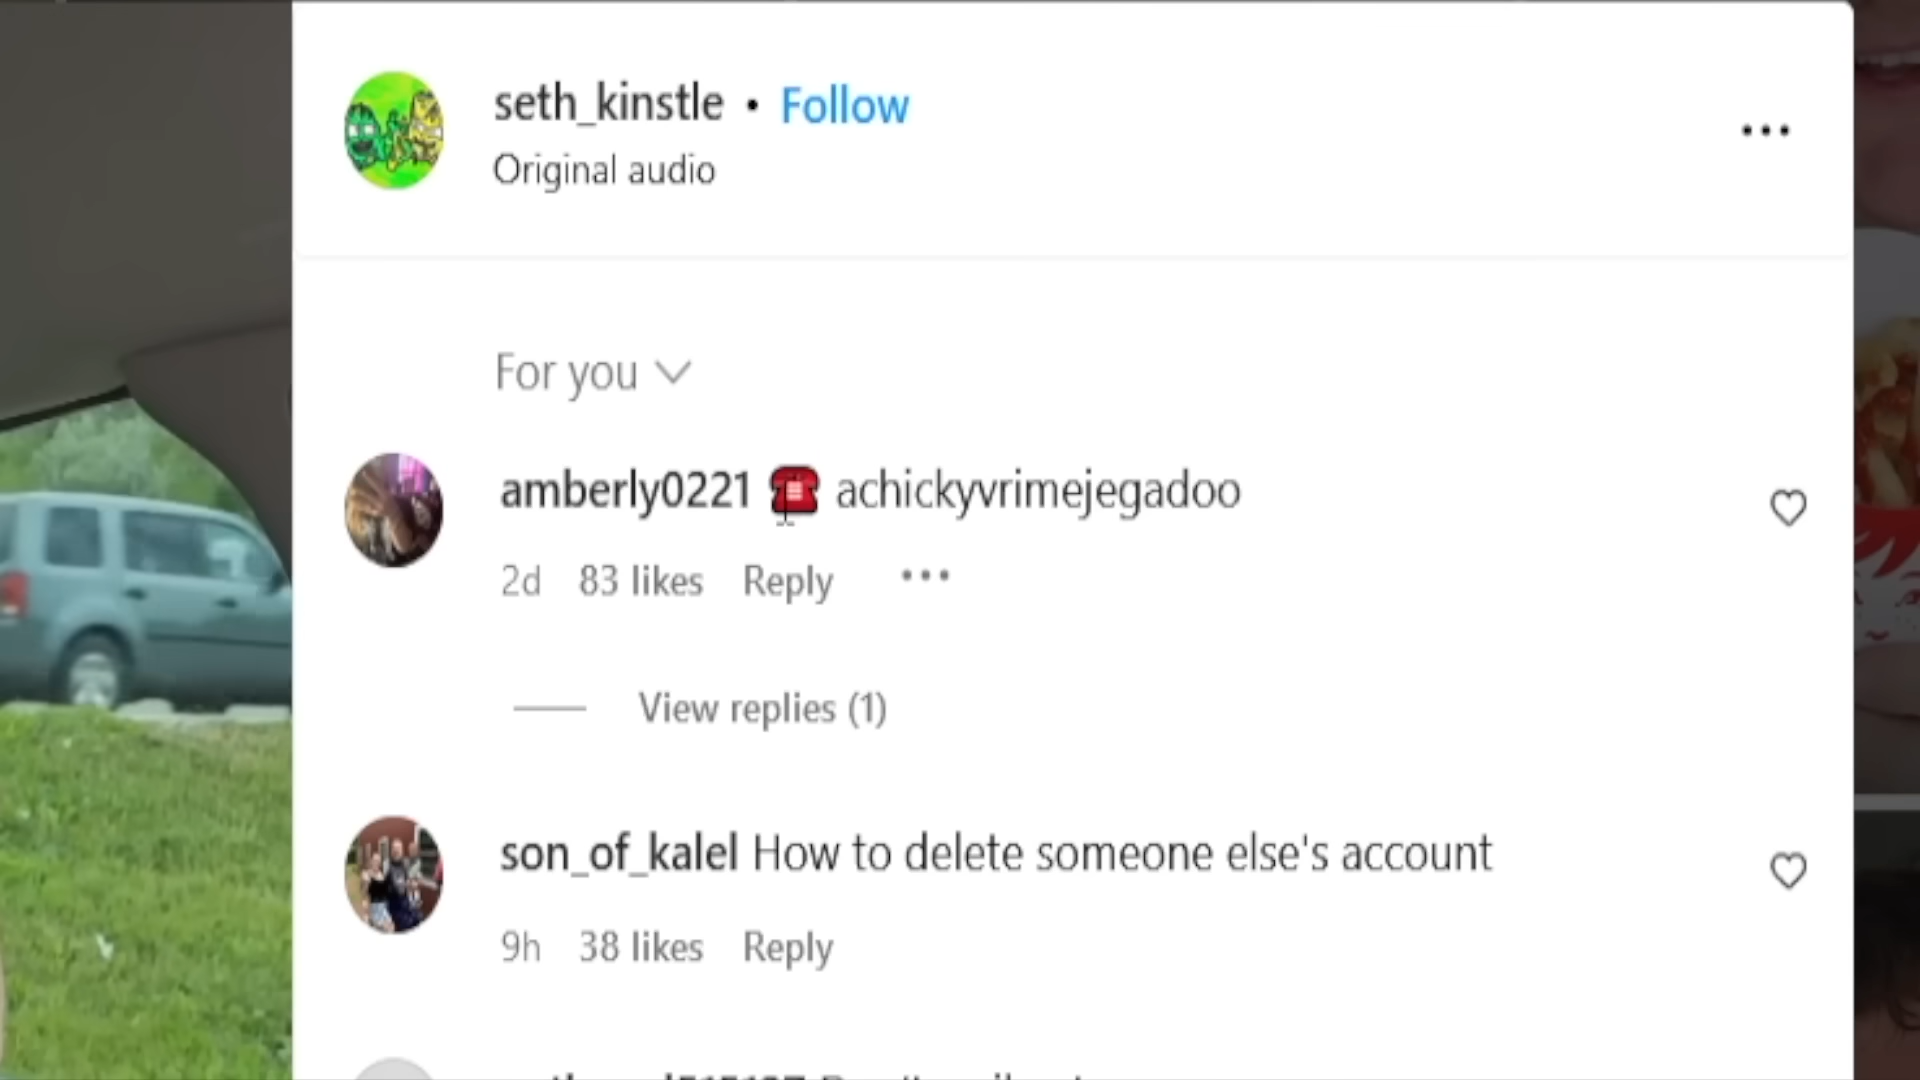 seth_kinstle • Follow
Original audio
For you
amberly0221 ☎️ achickyvrimejegadoo
2d 83 likes Reply
View replies (1)
son_of_kalel How to delete someone else's account
9h 38 likes Reply